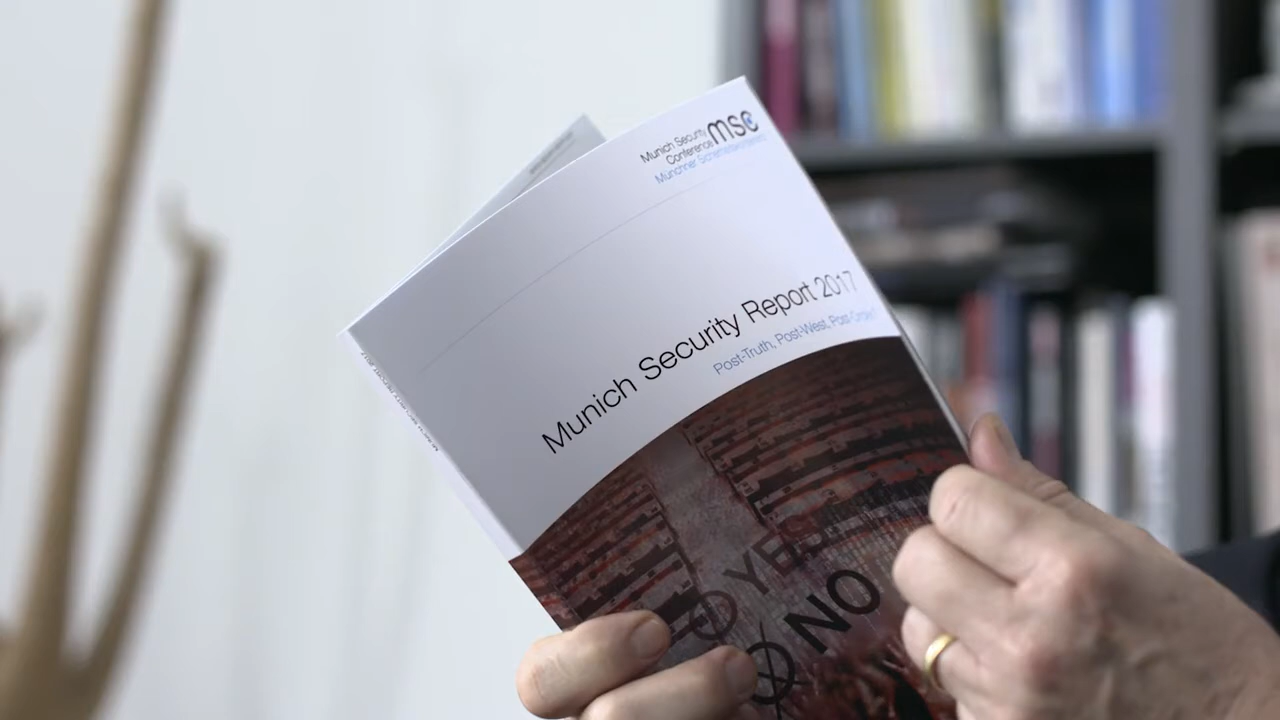 Munich Security
Conference
msc
Münchner Sicherheitskonferenz
Munich Security Report 2017
Post-Truth, Post-West, Post-Order?
YES
NO